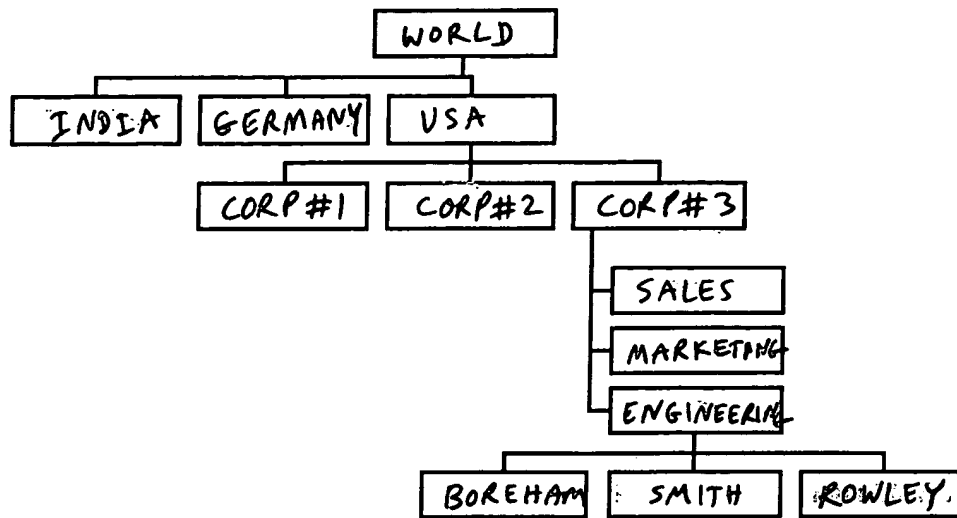 WORLD
INDIA GERMANY USA
CORP#1 CORP#2 CORP#3
SALES
MARKETING
ENGINEERING
BOREHAM SMITH ROWLEY